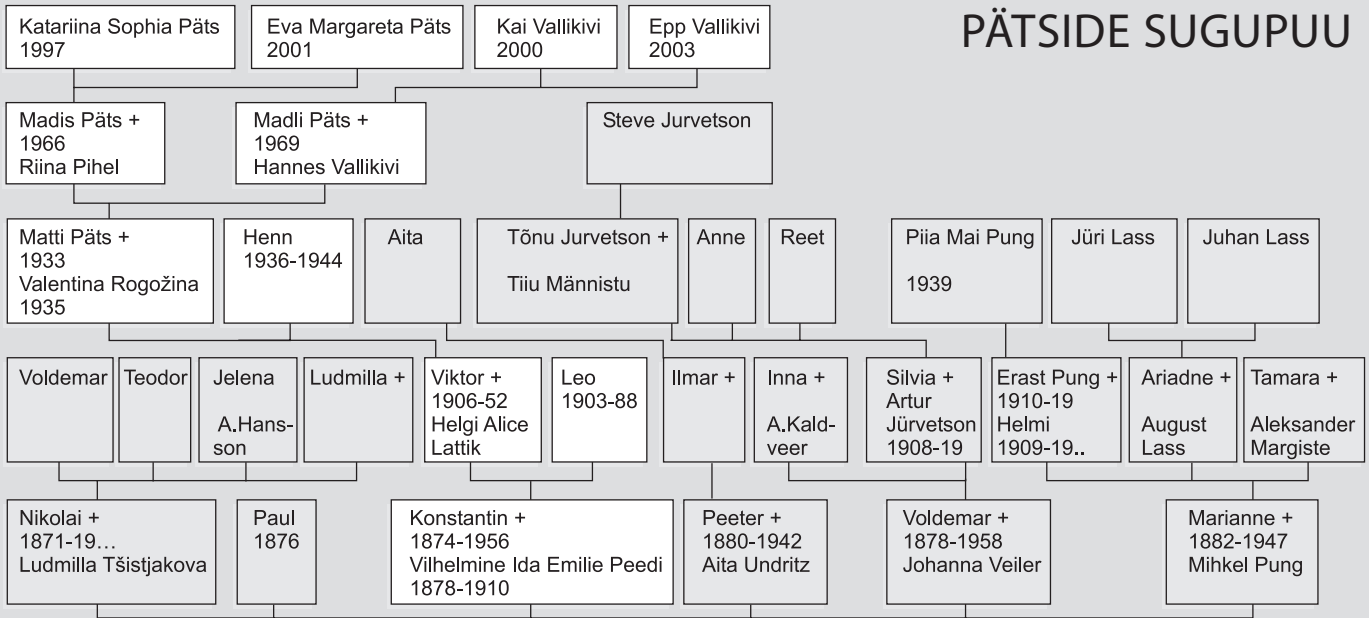 PÄTSIDE SUGUPUU
Katariina Sophia Päts
1997
Eva Margareta Päts
2001
Kai Vallikivi
2000
Epp Vallikivi
2003
Madis Päts +
1966
Riina Pihel
Madli Päts +
1969
Hannes Vallikivi
Steve Jurvetson
Matti Päts +
1933
Valentina Rogožina
1935
Henn
1936-1944
Aita
Tõnu Jurvetson +
Tiiu Männistu
Anne
Reet
Piia Mai Pung
1939
Jüri Lass
Juhan Lass
Voldemar
Teodor
Jelena
A.Hans-
son
Ludmilla +
Viktor +
1906-52
Helgi Alice
Lattik
Leo
1903-88
Ilmar +
Inna +
A.Kald-
veer
Silvia +
Artur
Jürvetson
1908-19
Erast Pung +
1910-19
Helmi
1909-19..
Ariadne +
August
Lass
Tamara +
Aleksander
Margiste
Nikolai +
1871-19…
Ludmilla Tšistjakova
Paul
1876
Konstantin +
1874-1956
Vilhelmine Ida Emilie Peedi
1878-1910
Peeter +
1880-1942
Aita Undritz
Voldemar +
1878-1958
Johanna Veiler
Marianne +
1882-1947
Mihkel Pung